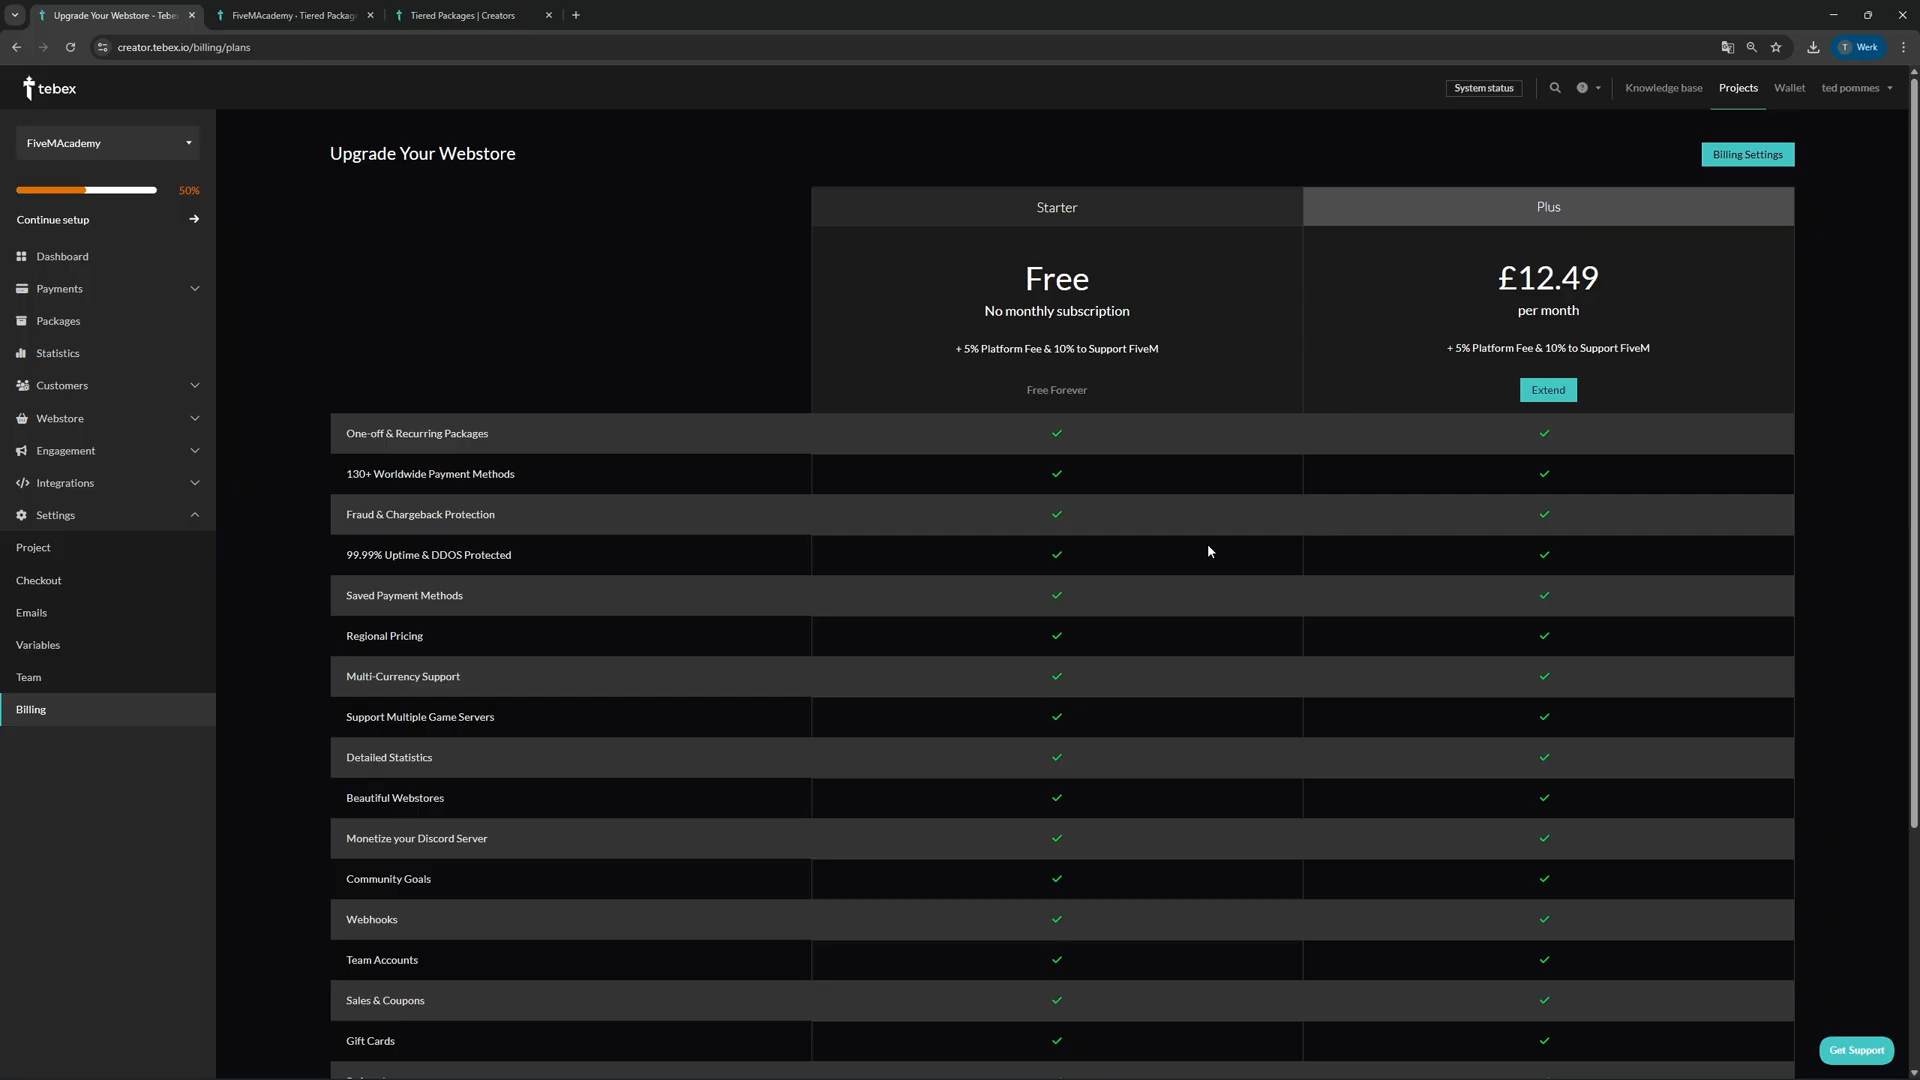 Upgrade Your Webstore - Tebe
FiveMAcademy · Tiered Packag
Tiered Packages | Creators
creator.tebex.io/billing/plans
T Werk
tebex
System status
Knowledge base
Projects
Wallet
ted pommes
FiveMAcademy
50%
Continue setup
Dashboard
Payments
Packages
Statistics
Customers
Webstore
Engagement
Integrations
Settings
Project
Checkout
Emails
Variables
Team
Billing
Upgrade Your Webstore
Billing Settings
Starter
Plus
Free
No monthly subscription
+ 5% Platform Fee & 10% to Support FiveM
Free Forever
£12.49
per month
+ 5% Platform Fee & 10% to Support FiveM
Extend
One-off & Recurring Packages
130+ Worldwide Payment Methods
Fraud & Chargeback Protection
99.99% Uptime & DDOS Protected
Saved Payment Methods
Regional Pricing
Multi-Currency Support
Support Multiple Game Servers
Detailed Statistics
Beautiful Webstores
Monetize your Discord Server
Community Goals
Webhooks
Team Accounts
Sales & Coupons
Gift Cards
Get Support